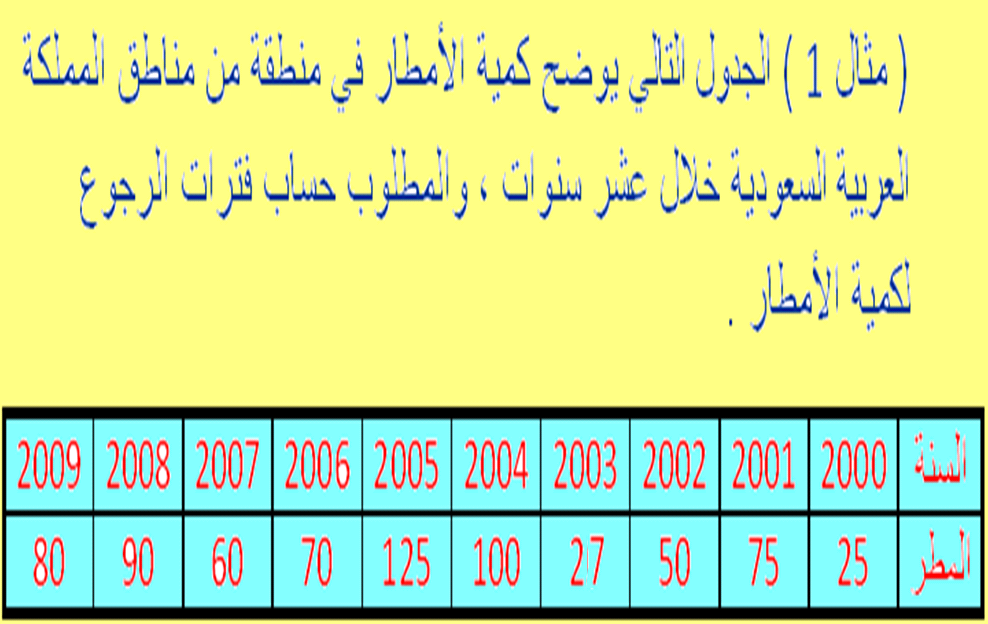 ( مثال 1 ) الجدول التالي يوضح كمية الأمطار في منطقة من مناطق المملكة
العربية السعودية خلال عشر سنوات ، والمطلوب حساب فترات الرجوع
لكمية الأمطار .
السنة 2000 2001 2002 2003 2004 2005 2006 2007 2008 2009
المطر 25 75 50 27 100 125 70 60 90 80